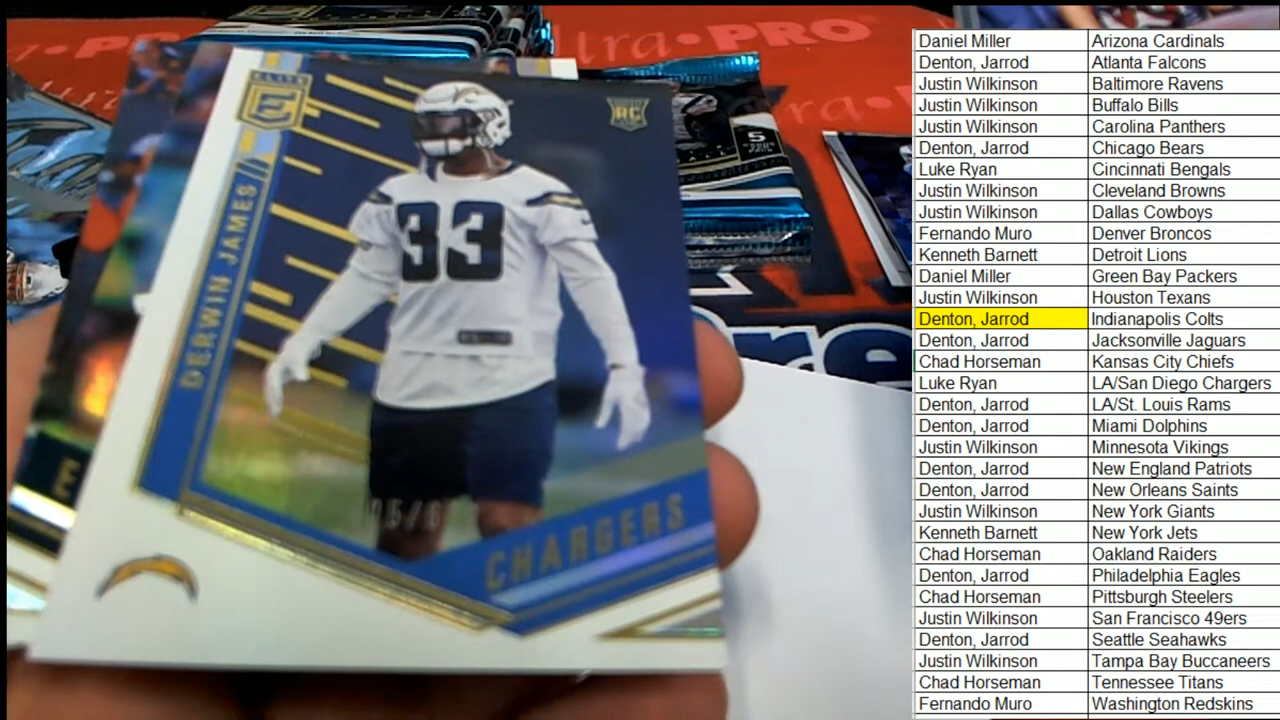 ELITE
E
RC
DERWIN JAMES
33
CHARGERS
PRO
5
Daniel Miller Arizona Cardinals
Denton, Jarrod Atlanta Falcons
Justin Wilkinson Baltimore Ravens
Justin Wilkinson Buffalo Bills
Justin Wilkinson Carolina Panthers
Denton, Jarrod Chicago Bears
Luke Ryan Cincinnati Bengals
Justin Wilkinson Cleveland Browns
Justin Wilkinson Dallas Cowboys
Fernando Muro Denver Broncos
Kenneth Barnett Detroit Lions
Daniel Miller Green Bay Packers
Justin Wilkinson Houston Texans
Denton, Jarrod Indianapolis Colts
Denton, Jarrod Jacksonville Jaguars
Chad Horseman Kansas City Chiefs
Luke Ryan LA/San Diego Chargers
Denton, Jarrod LA/St. Louis Rams
Denton, Jarrod Miami Dolphins
Justin Wilkinson Minnesota Vikings
Denton, Jarrod New England Patriots
Denton, Jarrod New Orleans Saints
Justin Wilkinson New York Giants
Kenneth Barnett New York Jets
Chad Horseman Oakland Raiders
Denton, Jarrod Philadelphia Eagles
Chad Horseman Pittsburgh Steelers
Justin Wilkinson San Francisco 49ers
Denton, Jarrod Seattle Seahawks
Justin Wilkinson Tampa Bay Buccaneers
Chad Horseman Tennessee Titans
Fernando Muro Washington Redskins